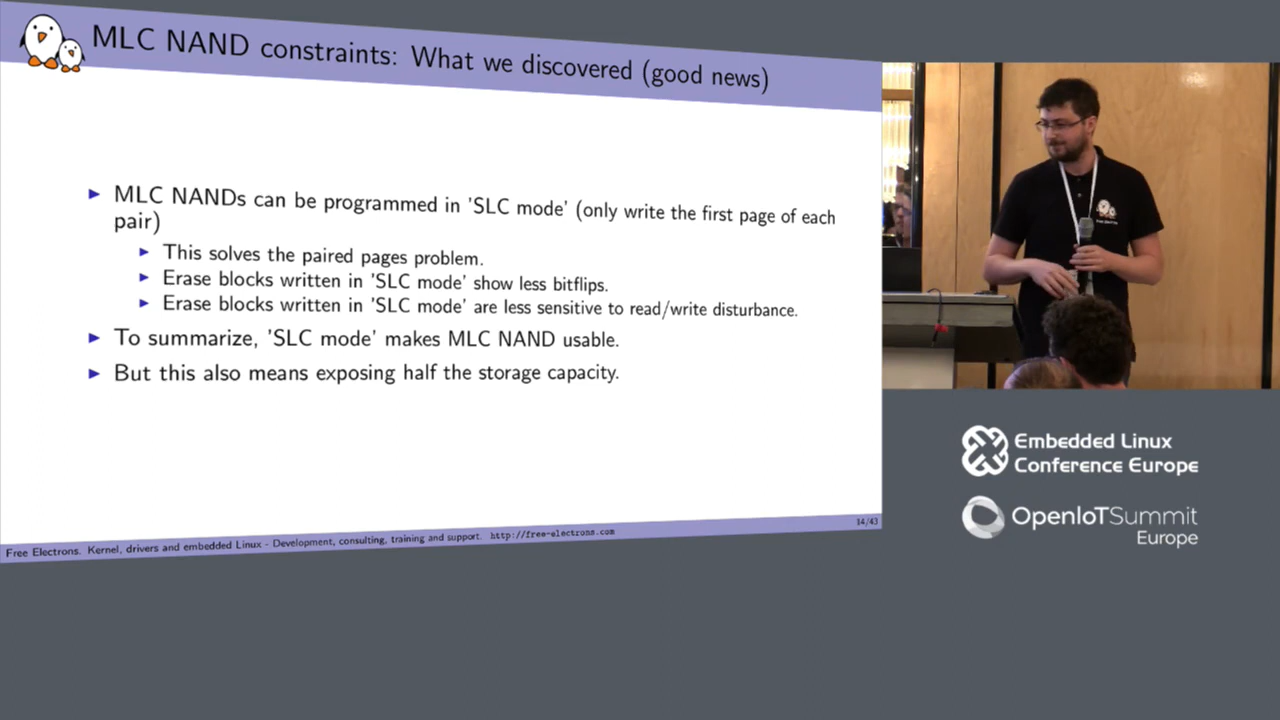 MLC NAND constraints: What we discovered (good news)
MLC NANDs can be programmed in 'SLC mode' (only write the first page of each
pair)
This solves the paired pages problem.
Erase blocks written in 'SLC mode' show less bitflips.
Erase blocks written in 'SLC mode' are less sensitive to read/write disturbance.
To summarize, 'SLC mode' makes MLC NAND usable.
But this also means exposing half the storage capacity.
14/43
Free Electrons. Kernel, drivers and embedded Linux - Development, consulting, training and support. http://free-electrons.com
Embedded Linux
Conference Europe
OpenIoTSummit
Europe